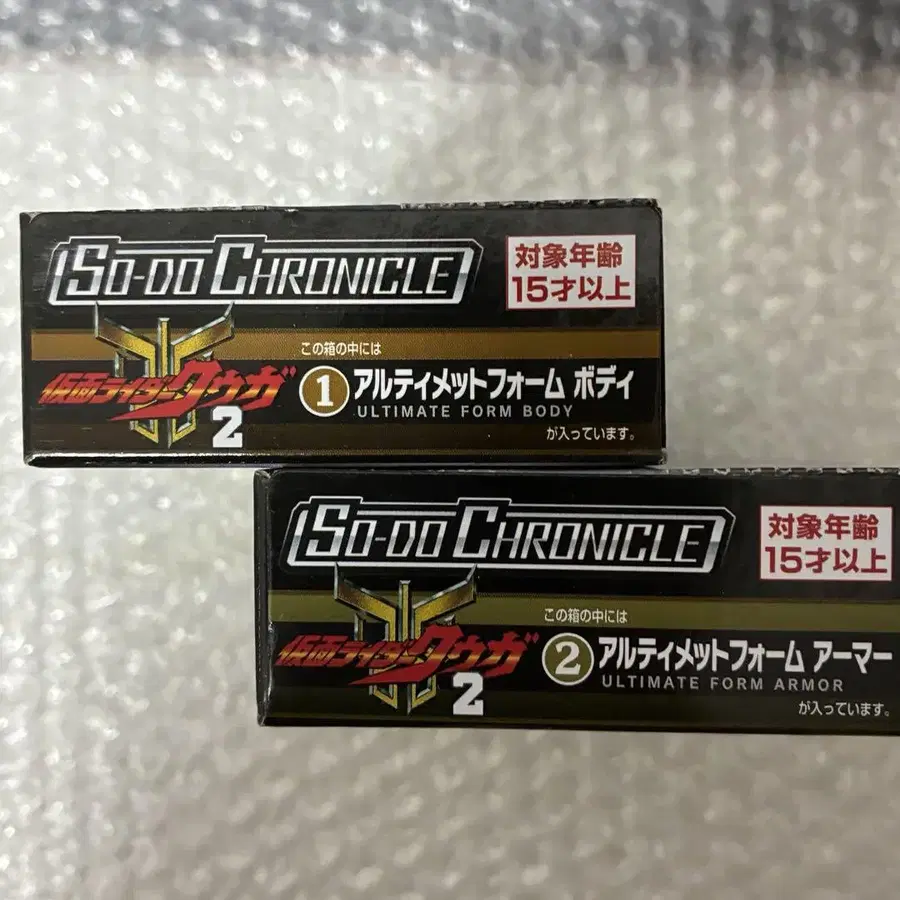 SO-DO CHRONICLE
対象年齢
15才以上
仮面ライダークウガ
2
この箱の中には
1 アルティメットフォーム ボディ
ULTIMATE FORM BODY
が入っています。
SO-DO CHRONICLE
対象年齢
15才以上
仮面ライダークウガ
2
この箱の中には
2 アルティメットフォーム アーマー
ULTIMATE FORM ARMOR
が入っています。